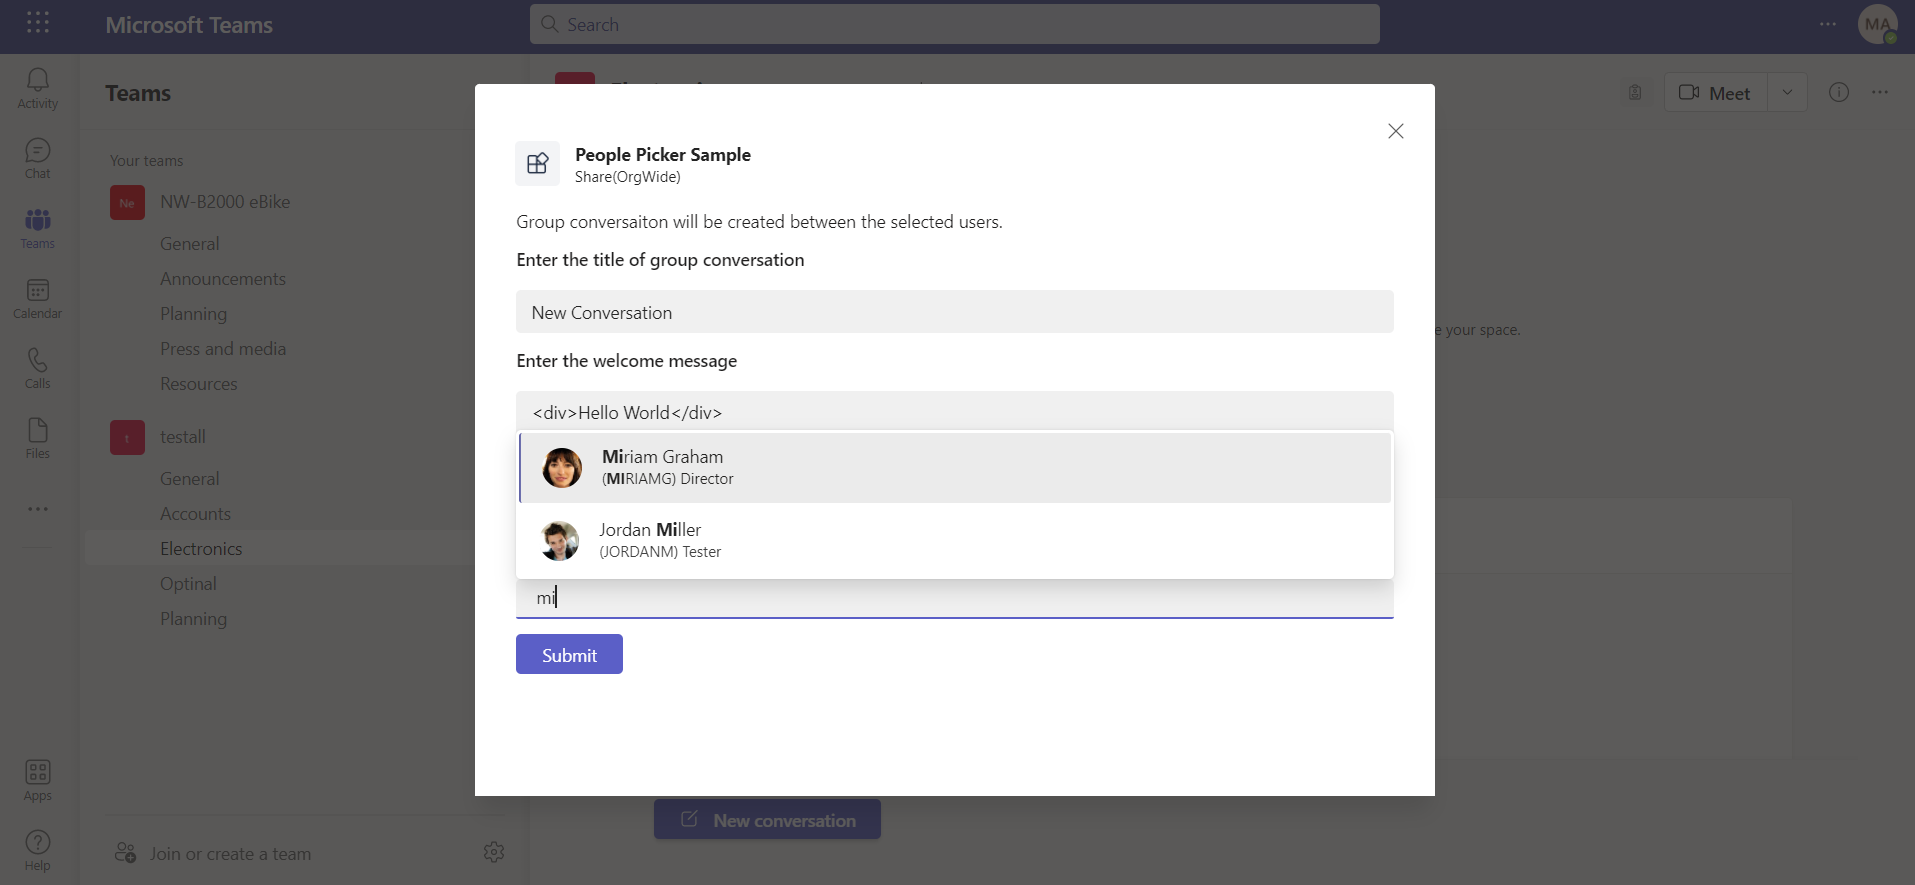 Microsoft Teams
Search
MA
Activity
Chat
Teams
Calendar
Calls
Files
Apps
Help
Teams
Your teams
Ne
NW-B2000 eBike
General
Announcements
Planning
Press and media
Resources
t
testall
General
Accounts
Electronics
Optinal
Planning
Join or create a team
Meet
People Picker Sample
Share(OrgWide)
Group conversaiton will be created between the selected users.
Enter the title of group conversation
New Conversation
Enter the welcome message
<div>Hello World</div>
Miriam Graham
(MIRIAMG) Director
Jordan Miller
(JORDANM) Tester
mi
Submit
your space.
New conversation